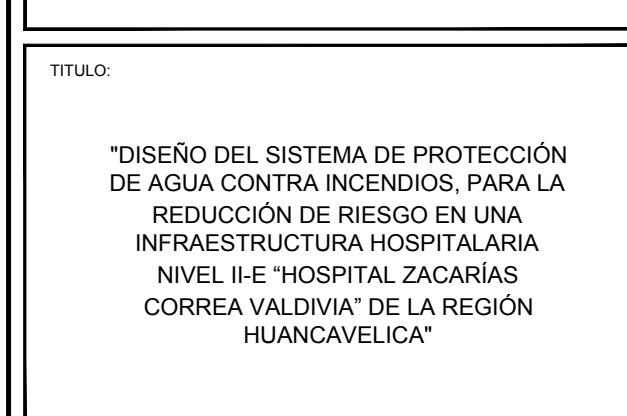 TITULO:
"DISEÑO DEL SISTEMA DE PROTECCIÓN
DE AGUA CONTRA INCENDIOS, PARA LA
REDUCCIÓN DE RIESGO EN UNA
INFRAESTRUCTURA HOSPITALARIA
NIVEL II-E “HOSPITAL ZACARÍAS
CORREA VALDIVIA” DE LA REGIÓN
HUANCAVELICA"